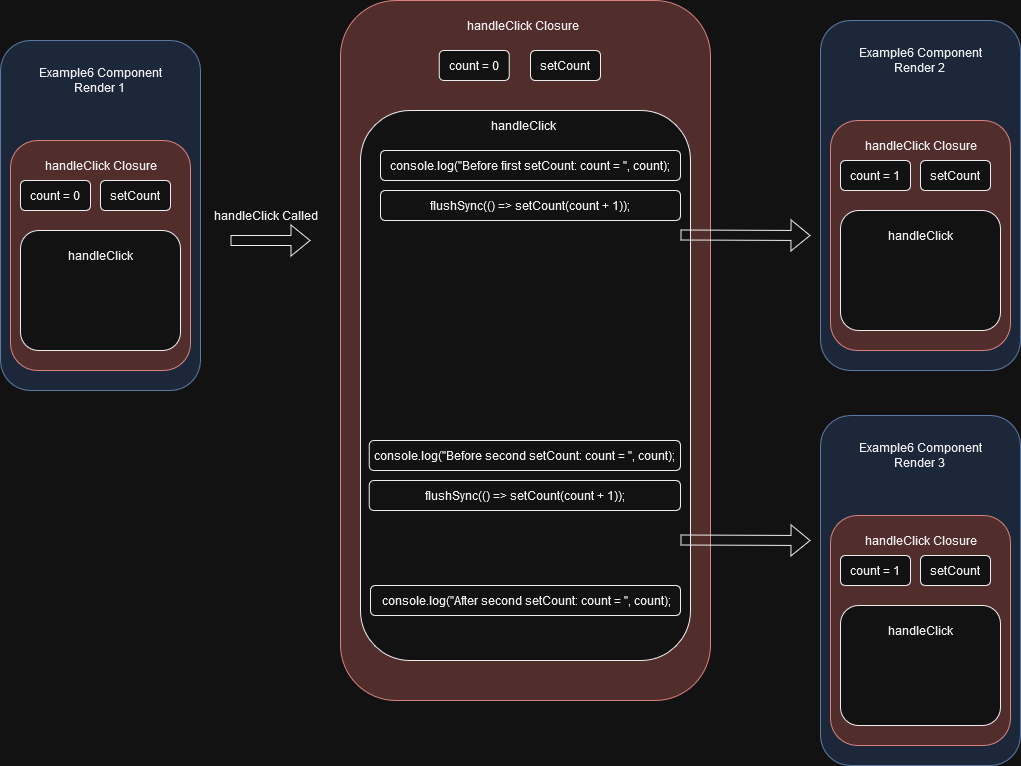 Example6 Component
Render 1
handleClick Closure
count = 0
setCount
handleClick
handleClick Called
handleClick Closure
count = 0
setCount
handleClick
console.log("Before first setCount: count = ", count);
flushSync(() => setCount(count + 1));
console.log("Before second setCount: count = ", count);
flushSync(() => setCount(count + 1));
console.log("After second setCount: count = ", count);
Example6 Component
Render 2
handleClick Closure
count = 1
setCount
handleClick
Example6 Component
Render 3
handleClick Closure
count = 1
setCount
handleClick